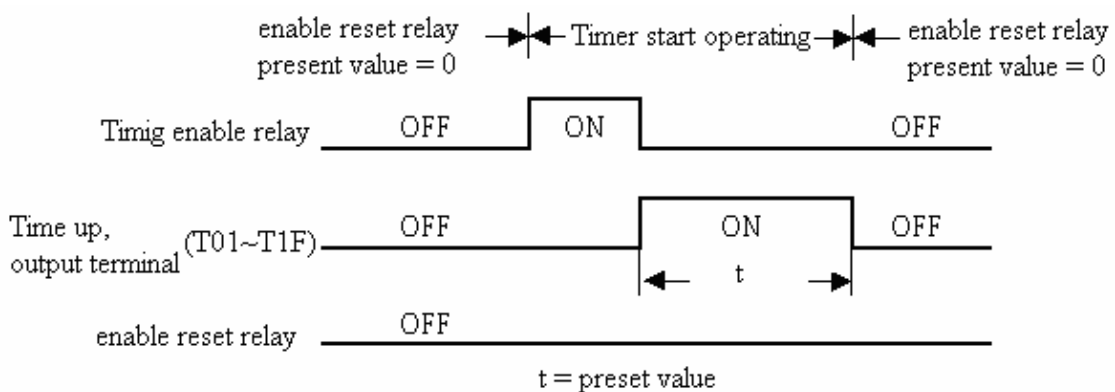 enable reset relay
present value = 0
Timer start operating
enable reset relay
present value = 0
Timig enable relay
OFF
ON
OFF
Time up,
output terminal
(T01~T1F)
OFF
ON
OFF
t
enable reset relay
OFF
t = preset value